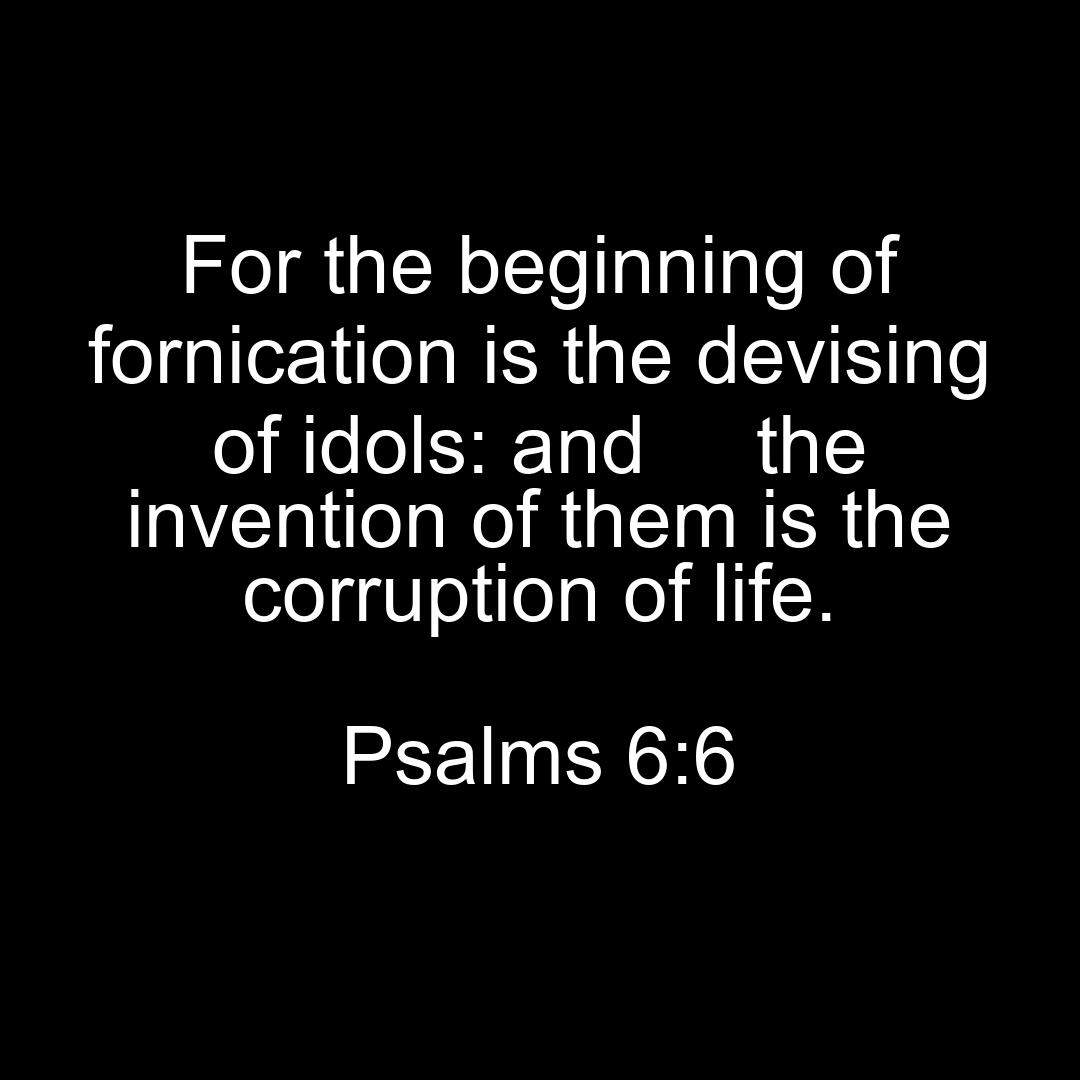 For the beginning of
fornication is the devising
of idols: and     the
invention of them is the
corruption of life.
Psalms 6:6